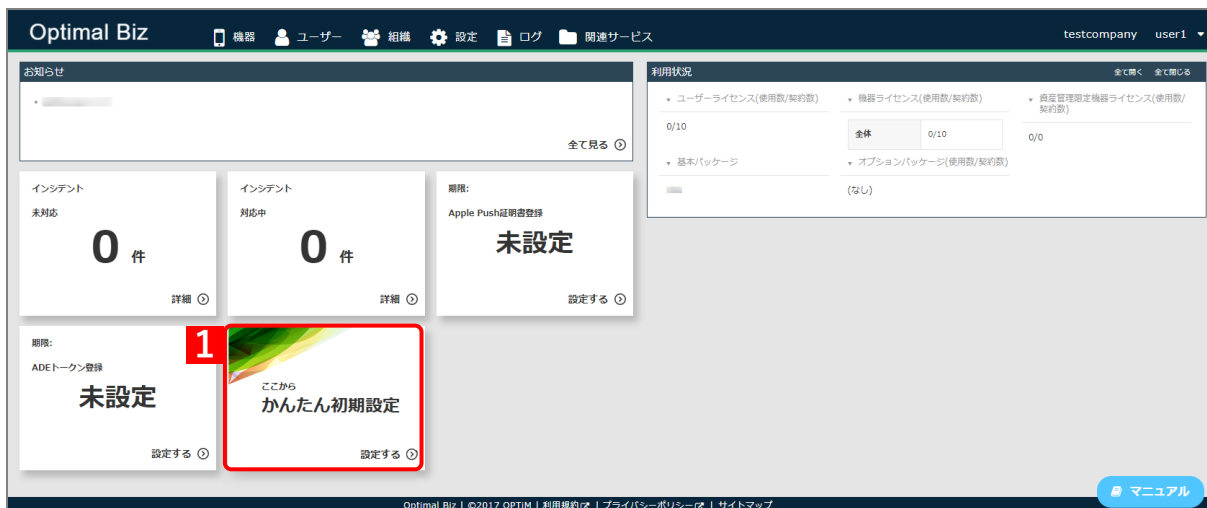 Optimal Biz
機器 ユーザー 組織 設定 ログ 関連サービス
testcompany user1
お知らせ
全て見る
利用状況
全て開く 全て閉じる
ユーザーライセンス(使用数/契約数)
0/10
機器ライセンス(使用数/契約数)
全体 0/10
資産管理限定機器ライセンス(使用数/
契約数)
0/0
基本パッケージ
オプションパッケージ(使用数/契約数)
(なし)
インシデント
未対応
0 件
詳細
インシデント
対応中
0 件
詳細
期限:
Apple Push証明書登録
未設定
設定する
期限:
ADEトークン登録
未設定
設定する
1
ここから
かんたん初期設定
設定する
マニュアル
Optimal Biz | ©2017 OPTiM | 利用規約 | プライバシーポリシー | サイトマップ